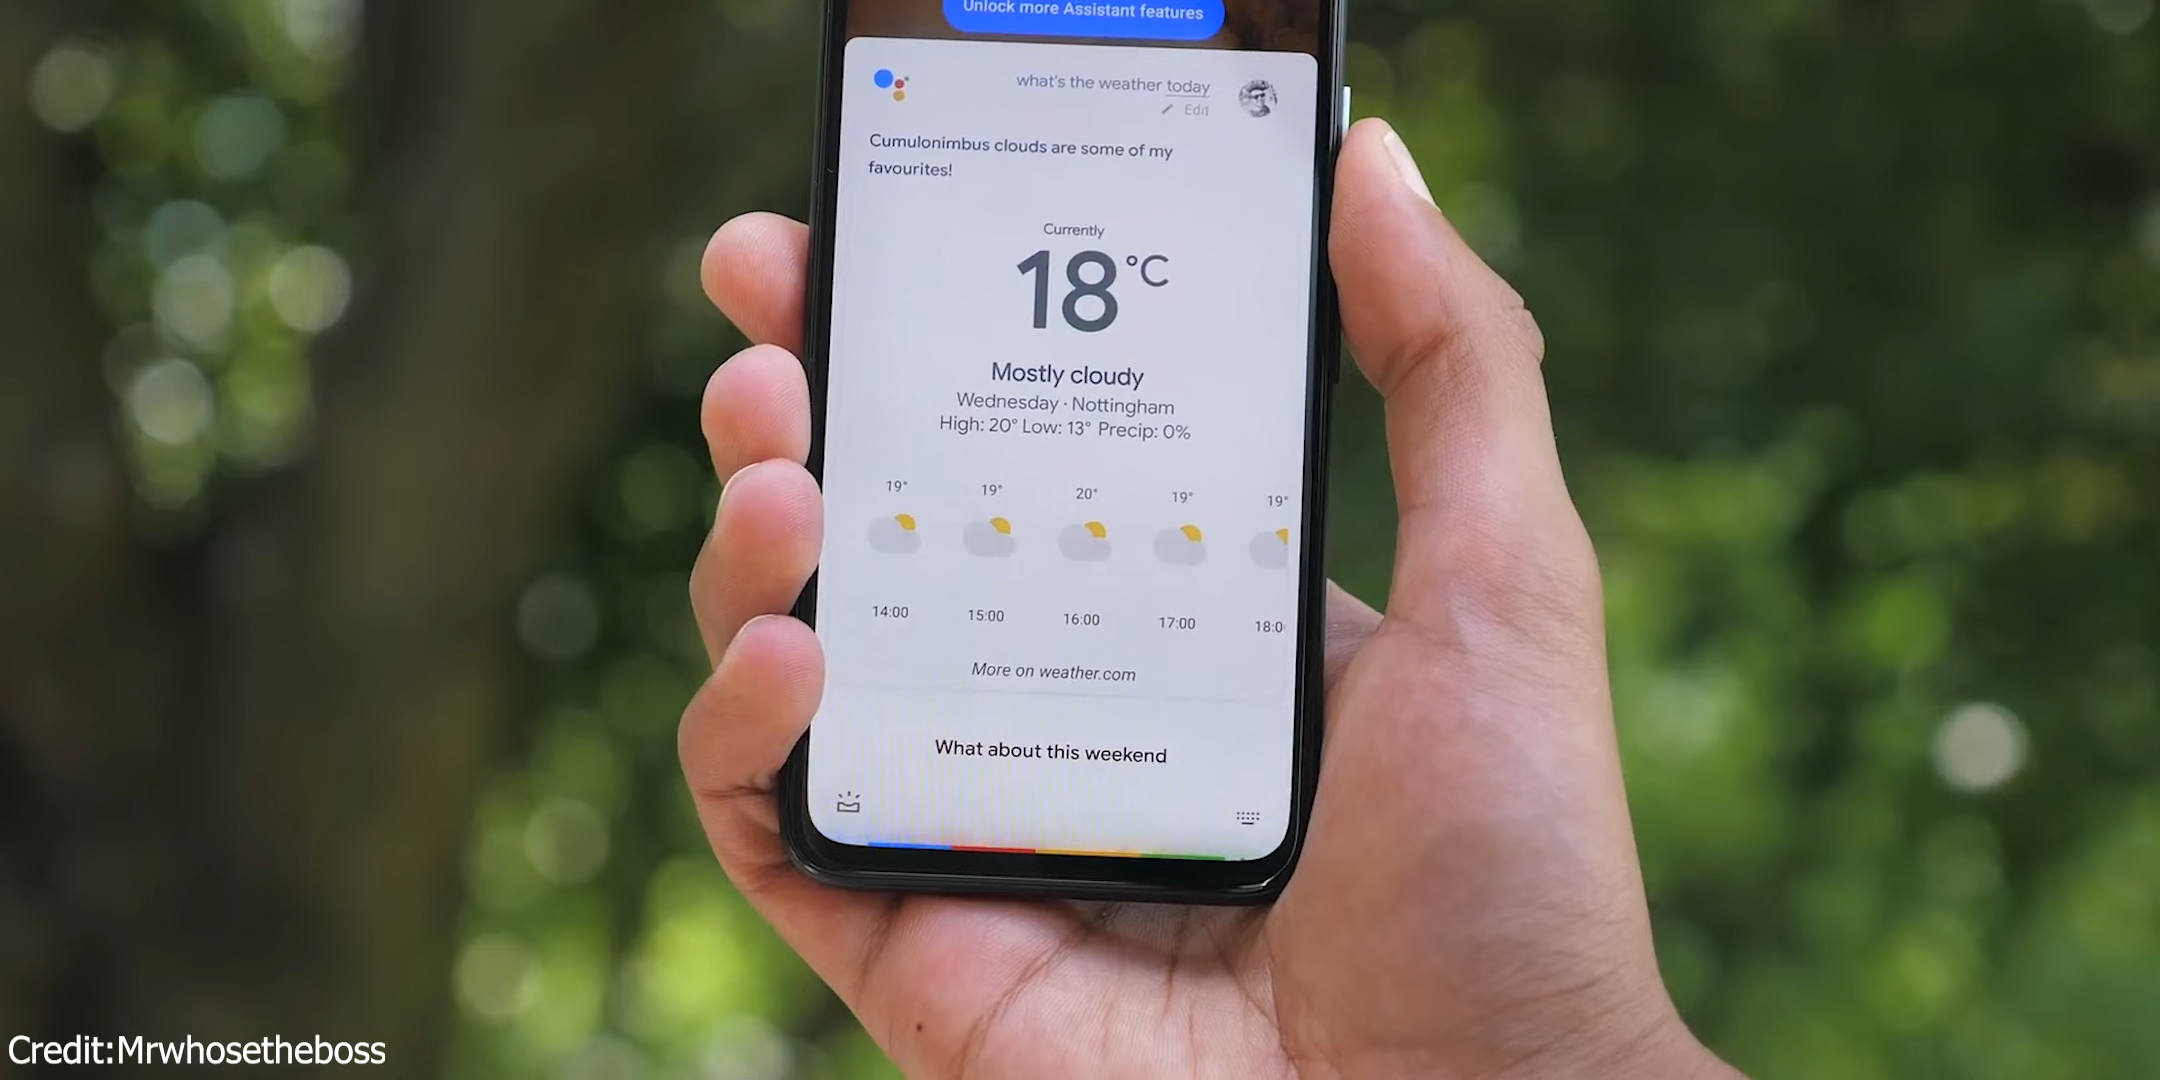 Unlock more Assistant features
what's the weather today
Edit
Cumulonimbus clouds are some of my
favourites!
Currently
18°C
Mostly cloudy
Wednesday · Nottingham
High: 20° Low: 13° Precip: 0%
19° 19° 20° 19° 19°
14:00 15:00 16:00 17:00 18:0
More on weather.com
What about this weekend
Credit:Mrwhosetheboss